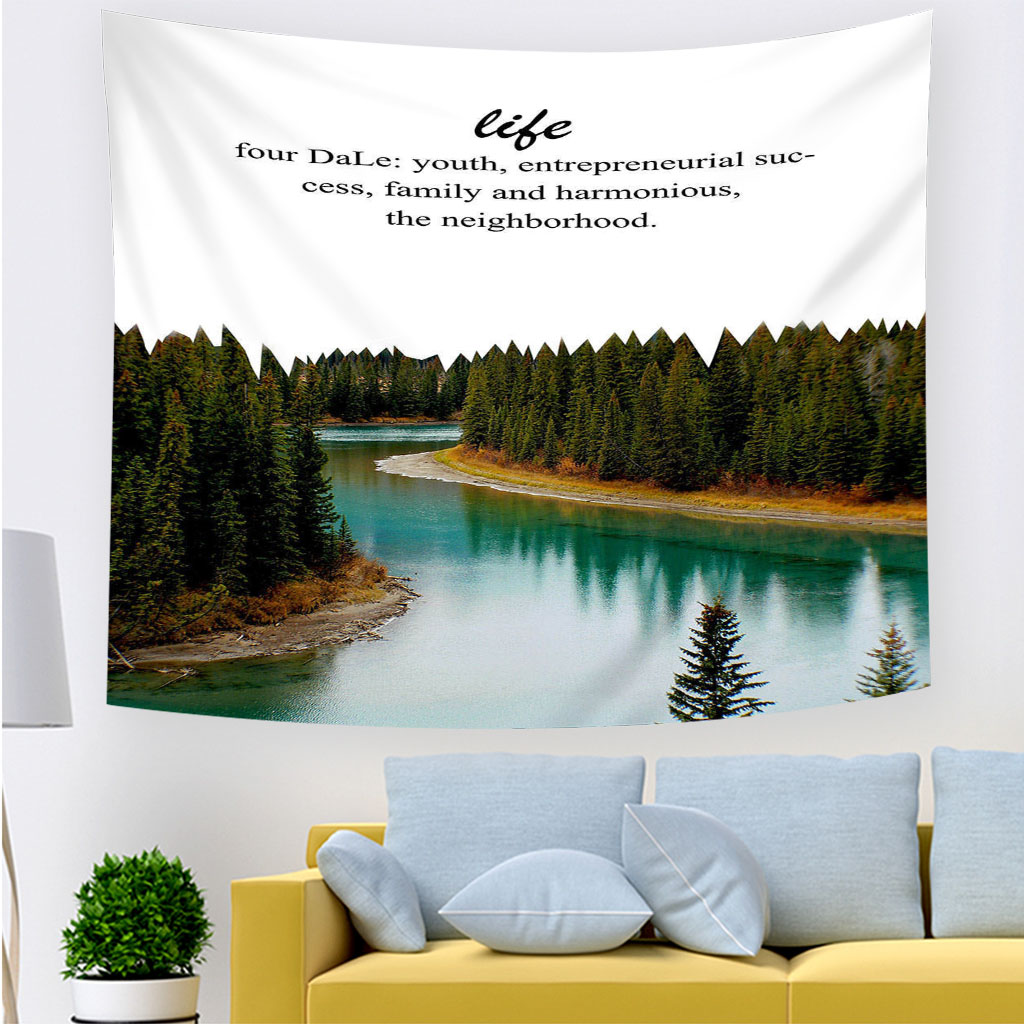 life
four DaLe: youth, entrepreneurial suc-
cess, family and harmonious,
the neighborhood.